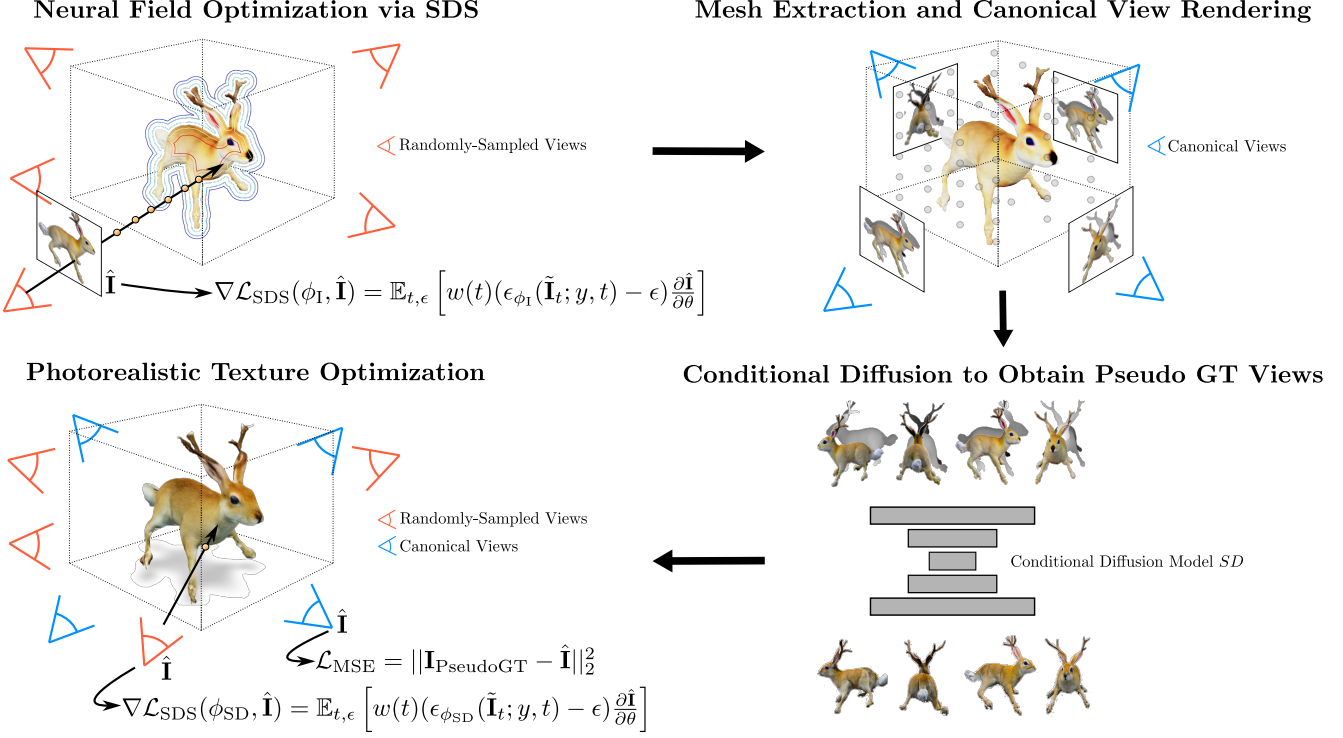 Neural Field Optimization via SDS
Mesh Extraction and Canonical View Rendering
Randomly-Sampled Views
Canonical Views
Î
∇ℒ_SDS(ϕ_I, Î) = 𝔼_{t,ϵ} [w(t)(ϵ_{ϕ_I}(Ĩ_t; y, t) − ϵ) ∂Î/∂θ]
Photorealistic Texture Optimization
Conditional Diffusion to Obtain Pseudo GT Views
Randomly-Sampled Views
Canonical Views
Conditional Diffusion Model SD
Î
ℒ_MSE = ||I_PseudoGT − Î||₂²
Î
∇ℒ_SDS(ϕ_SD, Î) = 𝔼_{t,ϵ} [w(t)(ϵ_{ϕ_SD}(Ĩ_t; y, t) − ϵ) ∂Î/∂θ]